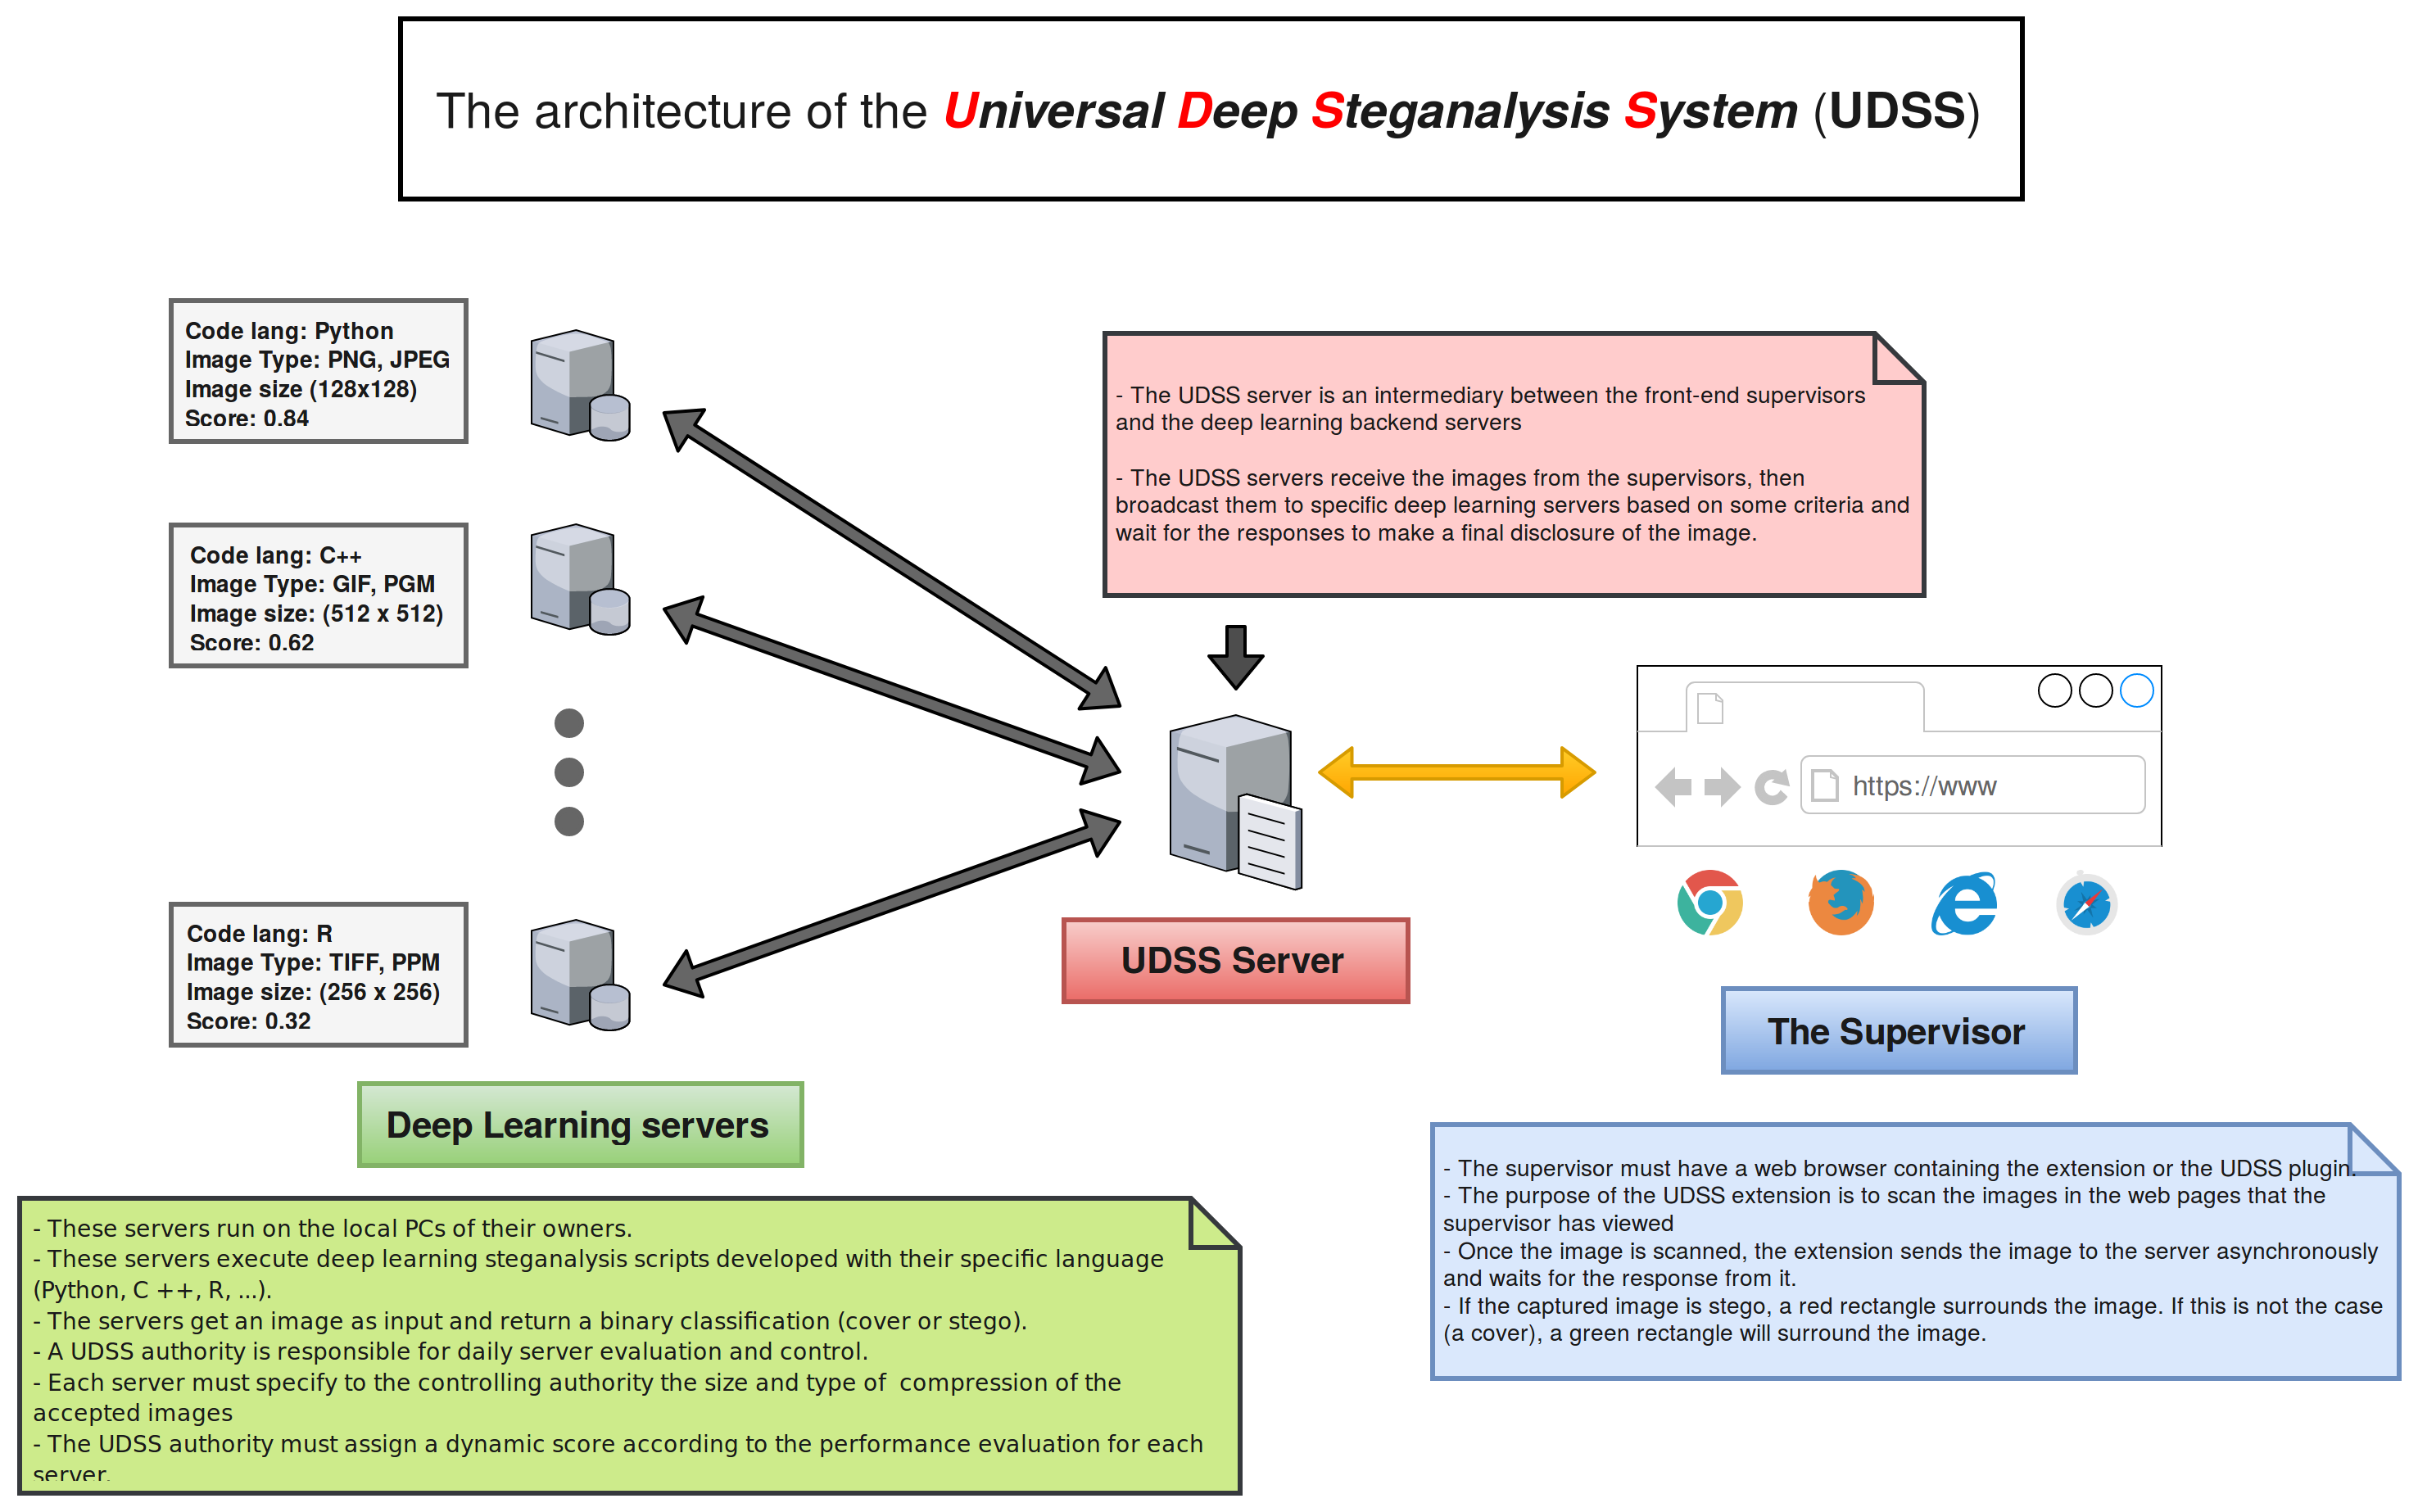 The architecture of the Universal Deep Steganalysis System (UDSS)
Code lang: Python
Image Type: PNG, JPEG
Image size (128x128)
Score: 0.84
Code lang: C++
Image Type: GIF, PGM
Image size: (512 x 512)
Score: 0.62
Code lang: R
Image Type: TIFF, PPM
Image size: (256 x 256)
Score: 0.32
Deep Learning servers
- These servers run on the local PCs of their owners.
- These servers execute deep learning steganalysis scripts developed with their specific language
(Python, C ++, R, ...).
- The servers get an image as input and return a binary classification (cover or stego).
- A UDSS authority is responsible for daily server evaluation and control.
- Each server must specify to the controlling authority the size and type of  compression of the
accepted images
- The UDSS authority must assign a dynamic score according to the performance evaluation for each
server.
- The UDSS server is an intermediary between the front-end supervisors
and the deep learning backend servers
- The UDSS servers receive the images from the supervisors, then
broadcast them to specific deep learning servers based on some criteria and
wait for the responses to make a final disclosure of the image.
UDSS Server
https://www
The Supervisor
- The supervisor must have a web browser containing the extension or the UDSS plugin.
- The purpose of the UDSS extension is to scan the images in the web pages that the
supervisor has viewed
- Once the image is scanned, the extension sends the image to the server asynchronously
and waits for the response from it.
- If the captured image is stego, a red rectangle surrounds the image. If this is not the case
(a cover), a green rectangle will surround the image.